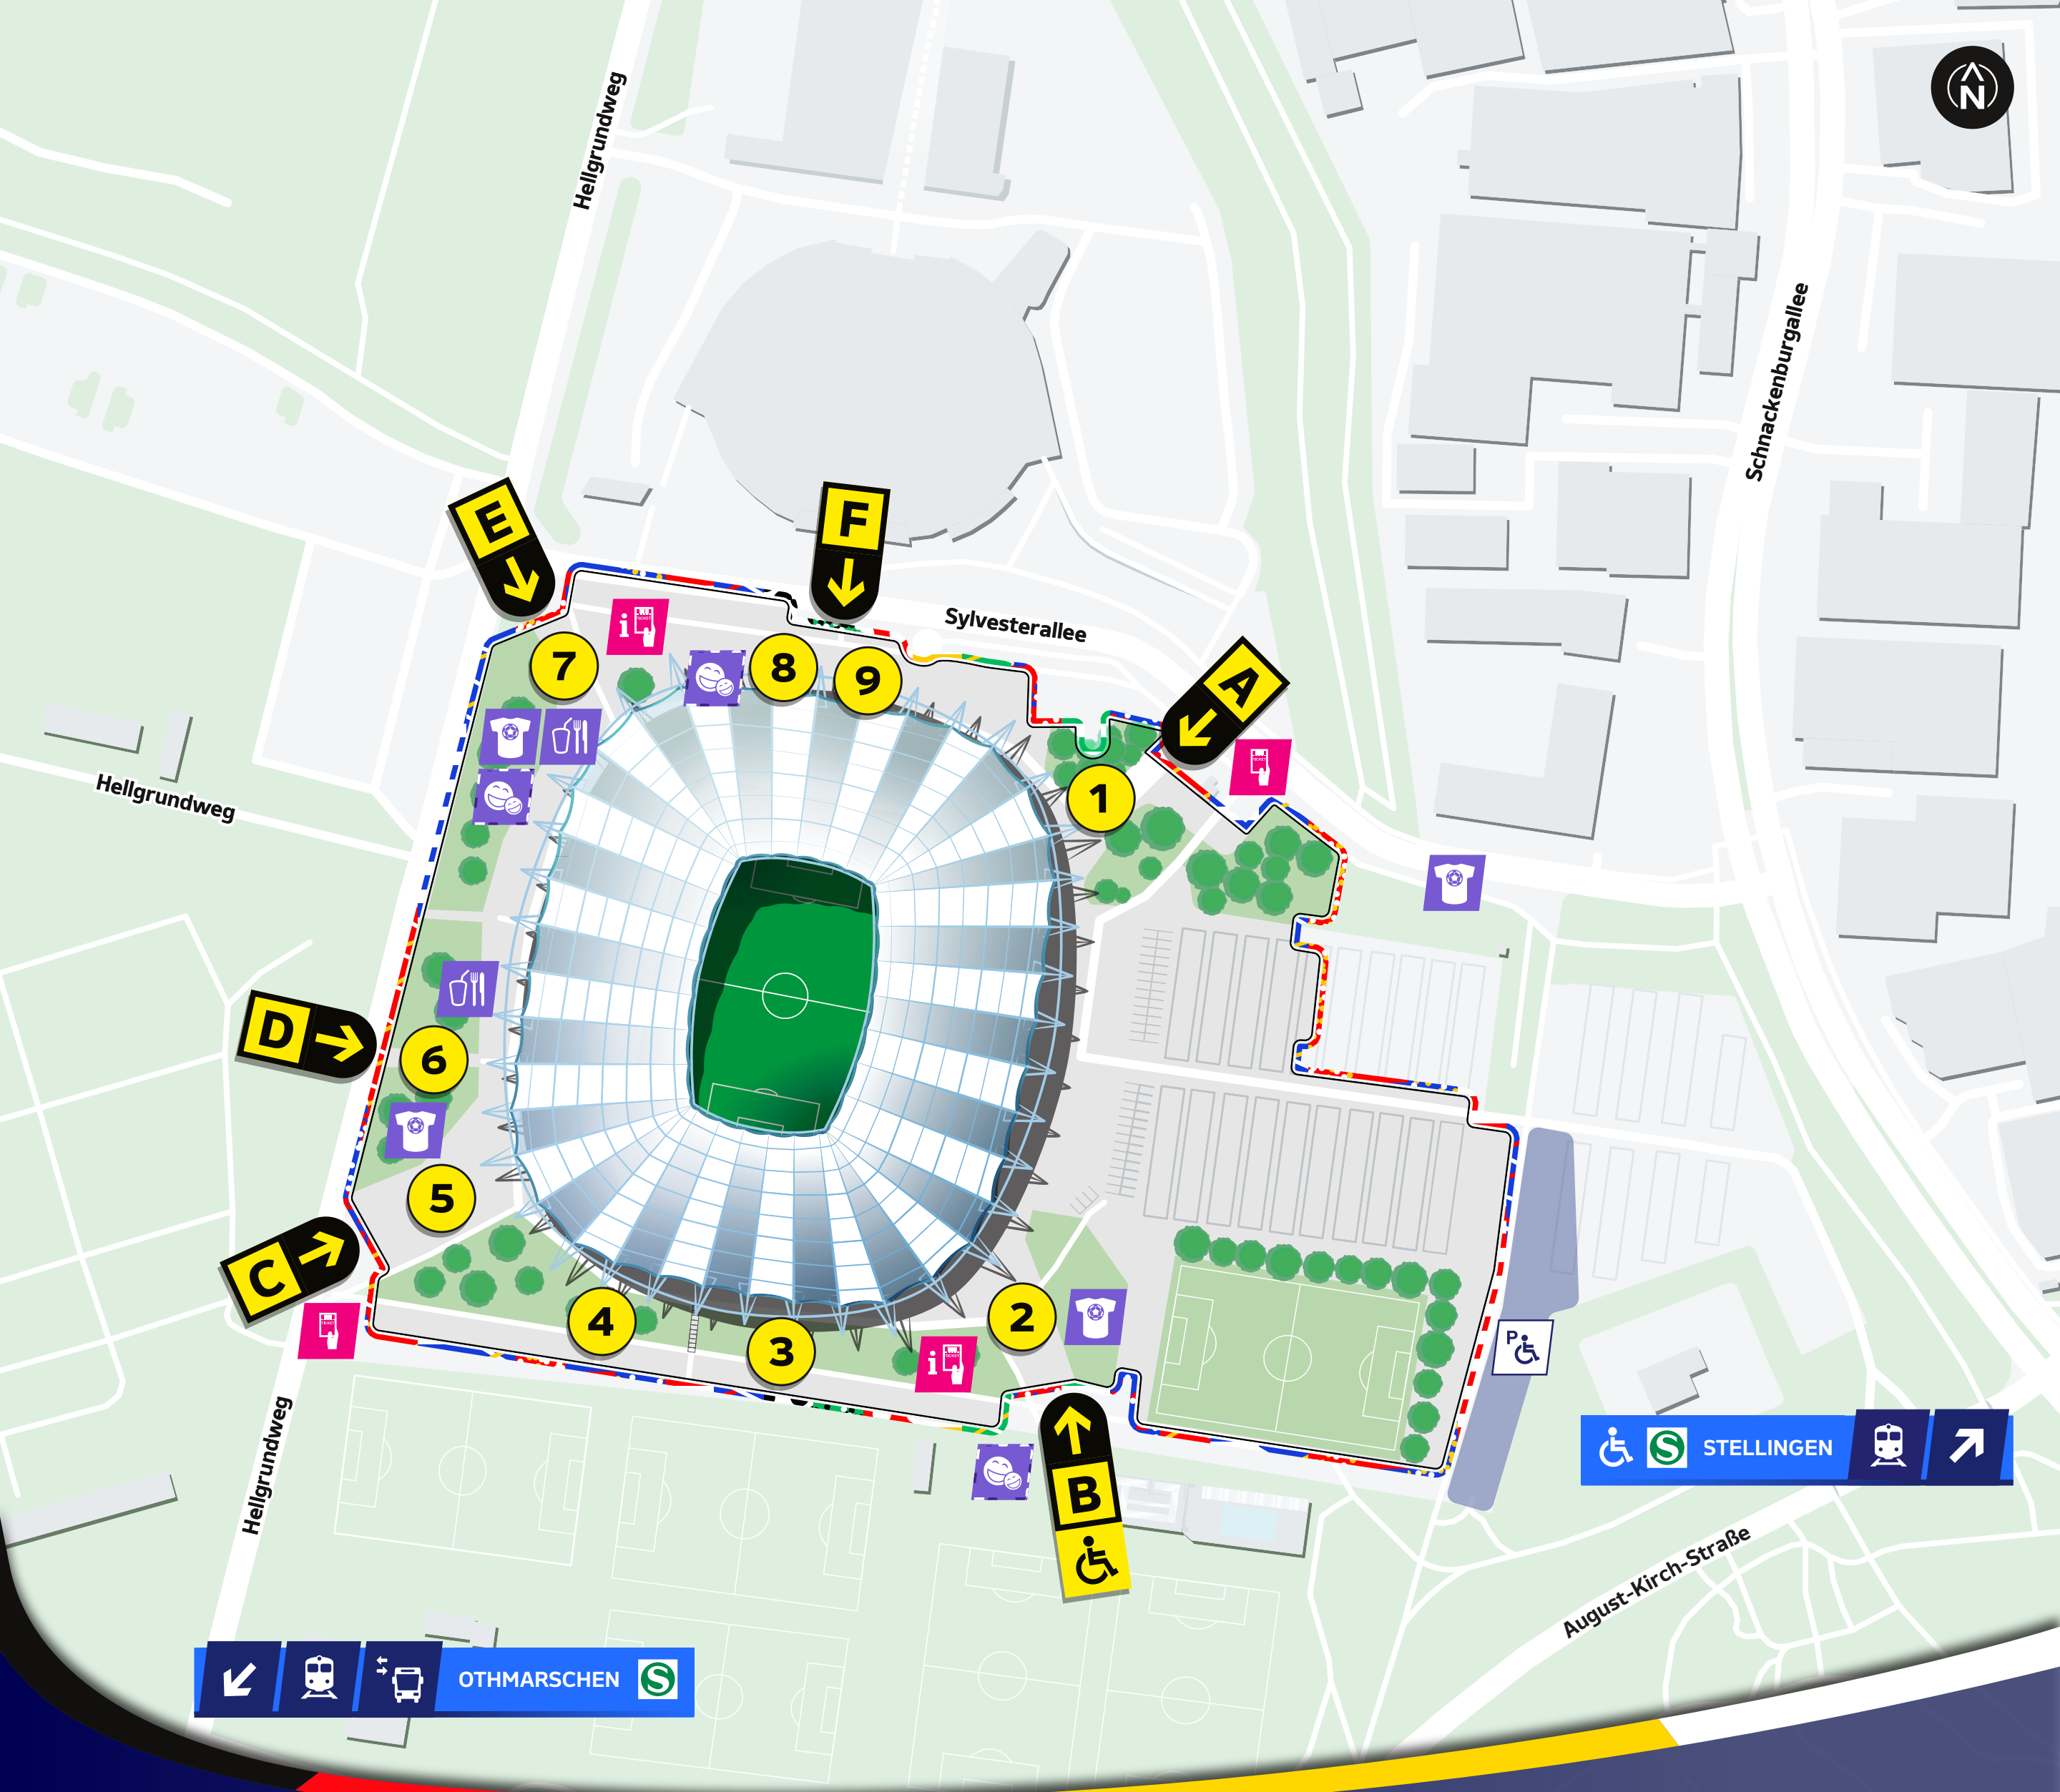 N
Hellgrundweg
Schnackenburgallee
E
F
Sylvesterallee
A
7
i
8
9
1
Hellgrundweg
D
6
5
C
4
3
2
i
P
B
S STELLINGEN
Hellgrundweg
August-Kirch-Straße
OTHMARSCHEN S